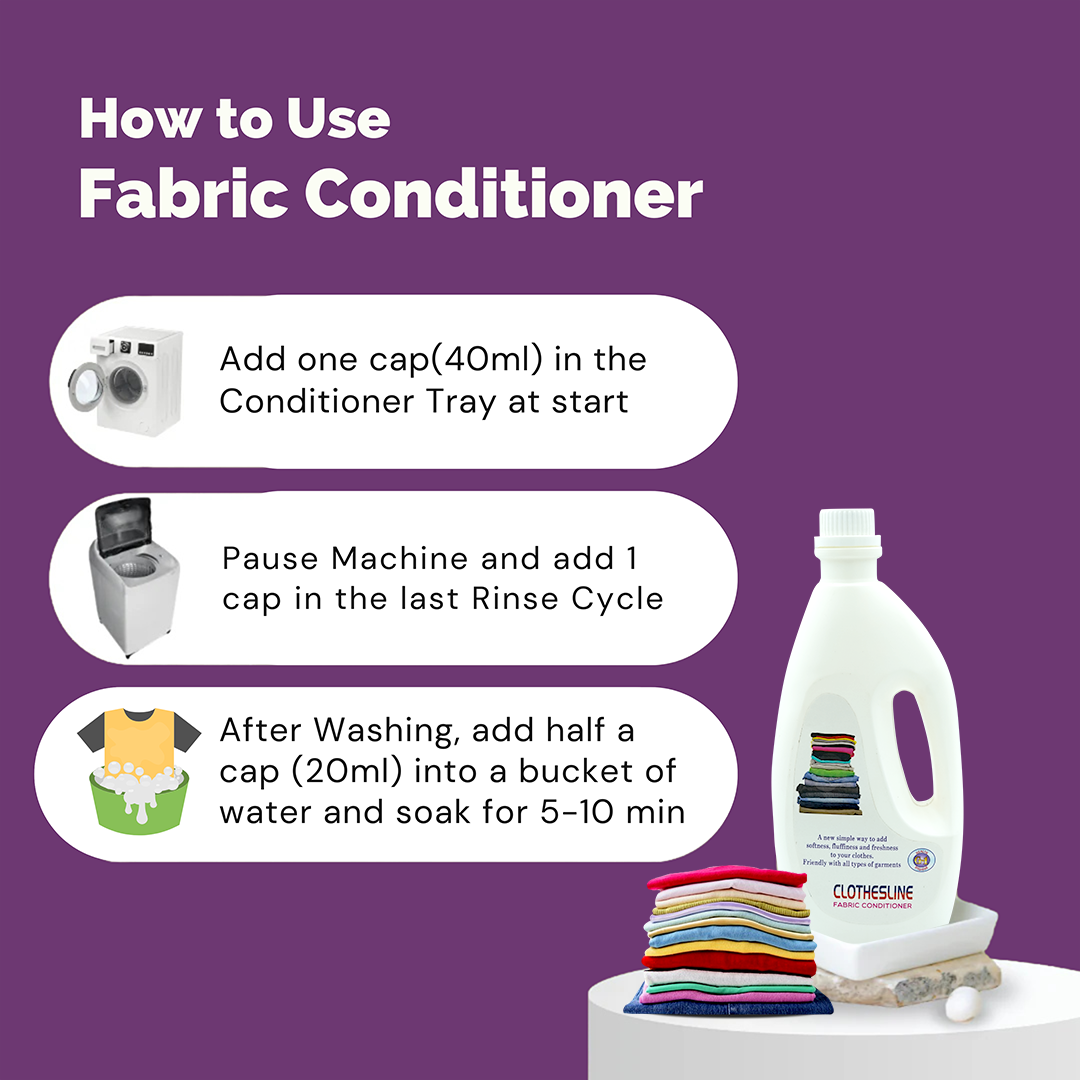 How to Use
Fabric Conditioner
Add one cap(40ml) in the
Conditioner Tray at start
Pause Machine and add 1
cap in the last Rinse Cycle
After Washing, add half a
cap (20ml) into a bucket of
water and soak for 5-10 min
A new simple way to add
softness, fluffiness and freshness
to your clothes.
Friendly with all types of garments
CLOTHESLINE
FABRIC CONDITIONER